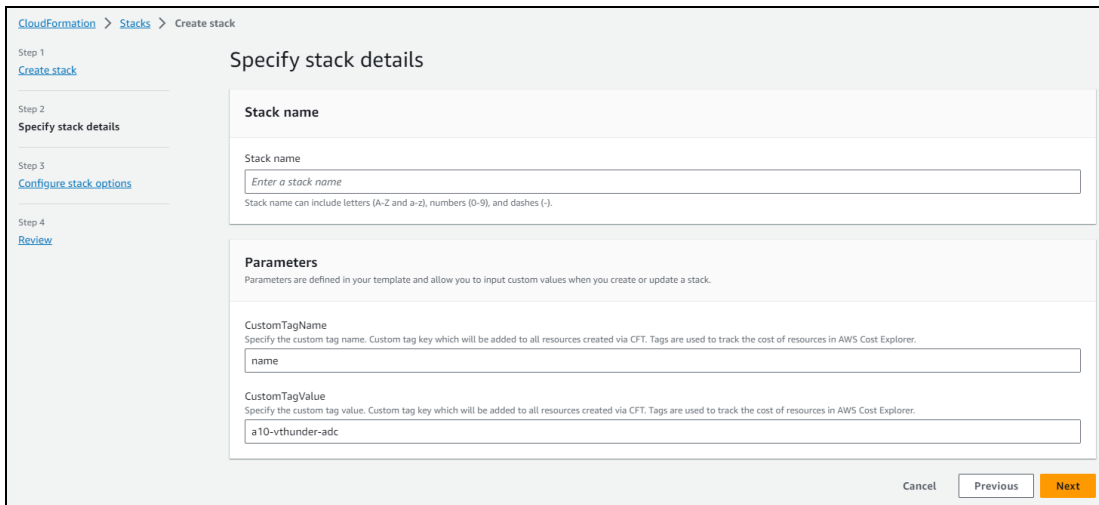 CloudFormation > Stacks > Create stack
Step 1
Create stack
Step 2
Specify stack details
Step 3
Configure stack options
Step 4
Review
Specify stack details
Stack name
Stack name
Enter a stack name
Stack name can include letters (A-Z and a-z), numbers (0-9), and dashes (-).
Parameters
Parameters are defined in your template and allow you to input custom values when you create or update a stack.
CustomTagName
Specify the custom tag name. Custom tag key which will be added to all resources created via CFT. Tags are used to track the cost of resources in AWS Cost Explorer.
name
CustomTagValue
Specify the custom tag value. Custom tag key which will be added to all resources created via CFT. Tags are used to track the cost of resources in AWS Cost Explorer.
a10-vthunder-adc
Cancel Previous Next